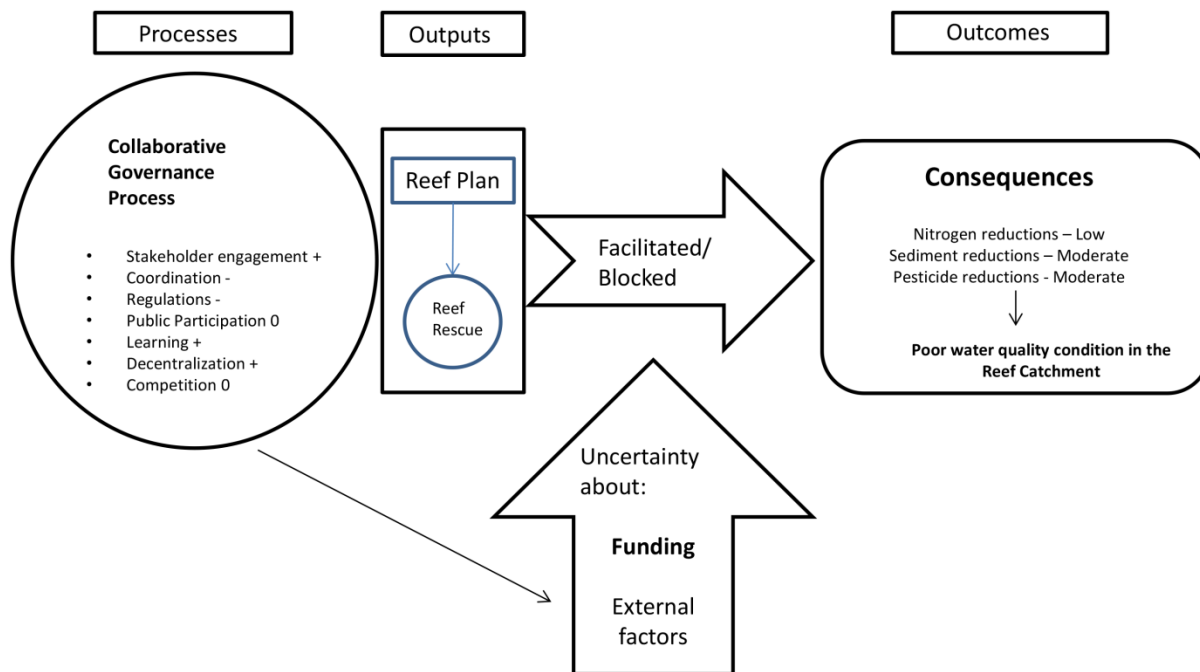 Processes
Outputs
Outcomes
Collaborative
Governance
Process
• Stakeholder engagement +
• Coordination -
• Regulations -
• Public Participation 0
• Learning +
• Decentralization +
• Competition 0
Reef Plan
Reef
Rescue
Facilitated/
Blocked
Uncertainty
about:
Funding
External
factors
Consequences
Nitrogen reductions – Low
Sediment reductions – Moderate
Pesticide reductions - Moderate
Poor water quality condition in the
Reef Catchment